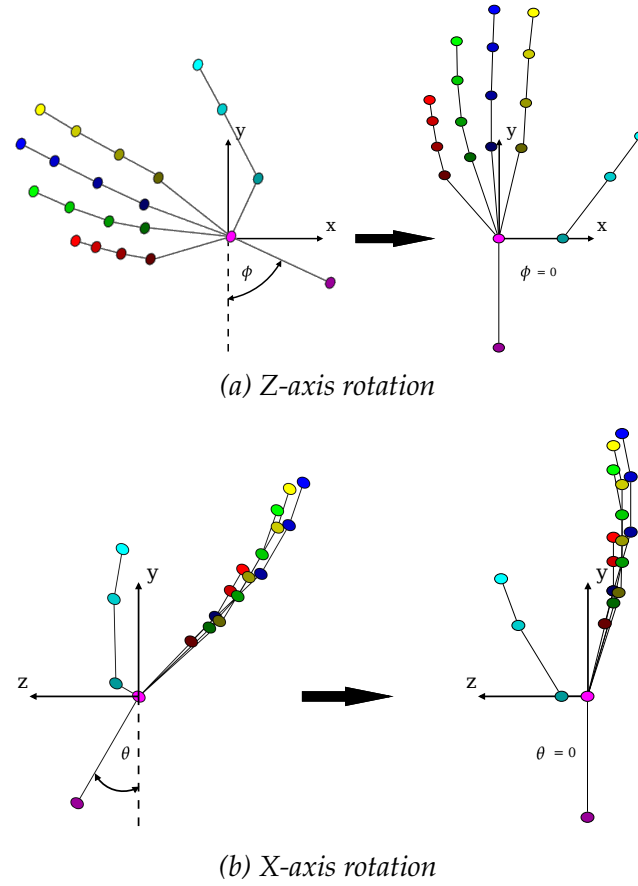 y
x
ϕ
y
x
ϕ = 0
(a) Z-axis rotation
y
z
θ
y
z
θ = 0
(b) X-axis rotation